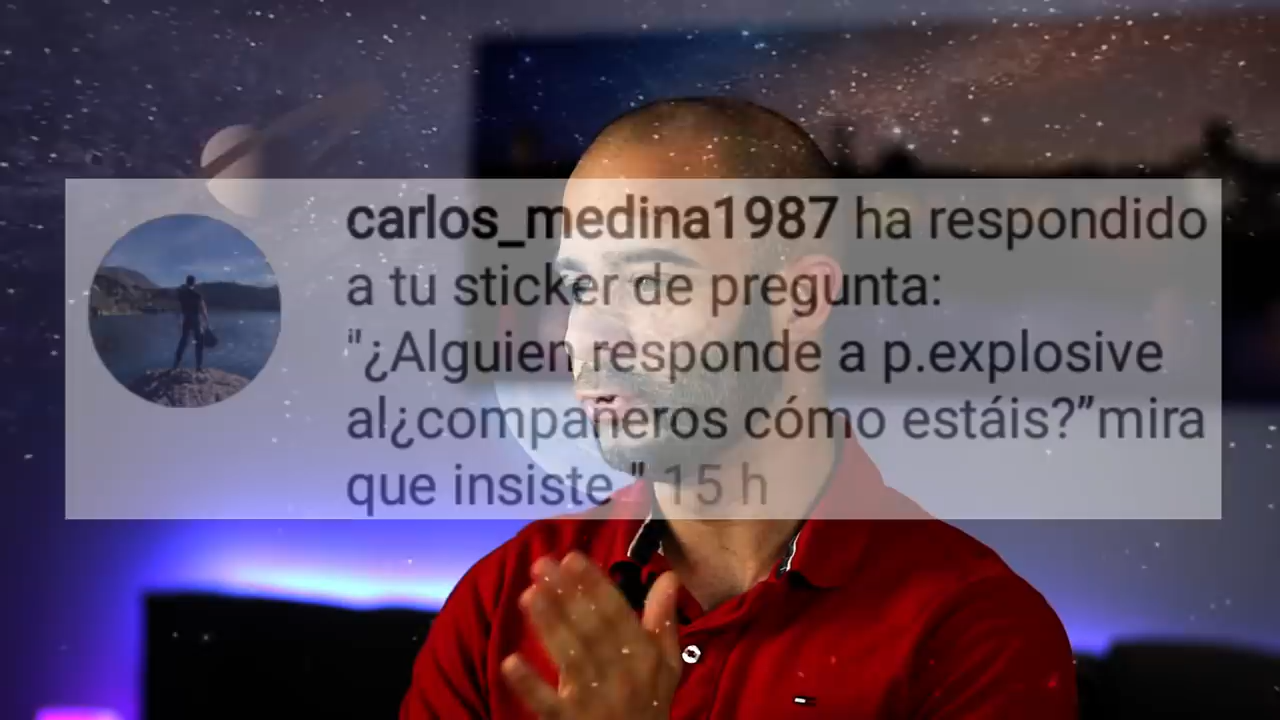 carlos_medina1987 ha respondido
a tu sticker de pregunta:
"¿Alguien responde a p.explosive
al¿compañeros cómo estáis?”mira
que insiste " 15 h